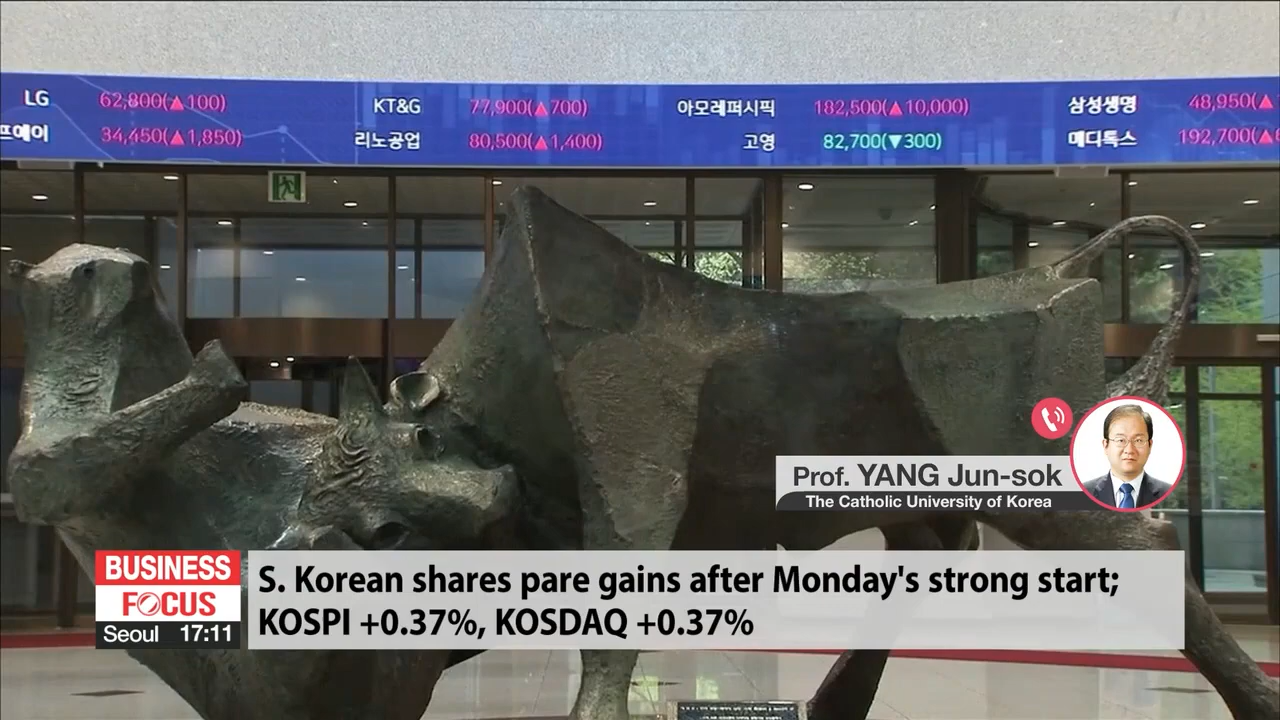 LG 62,800(▲100) KT&G 77,900(▲700) 아모레퍼시픽 182,500(▲10,000) 삼성생명 48,950(▲
프에이 34,450(▲1,850) 리노공업 80,500(▲1,400) 고영 82,700(▼300) 메디톡스 192,700(▲
Prof. YANG Jun-sok
The Catholic University of Korea
BUSINESS
FOCUS
Seoul 17:11
S. Korean shares pare gains after Monday's strong start;
KOSPI +0.37%, KOSDAQ +0.37%